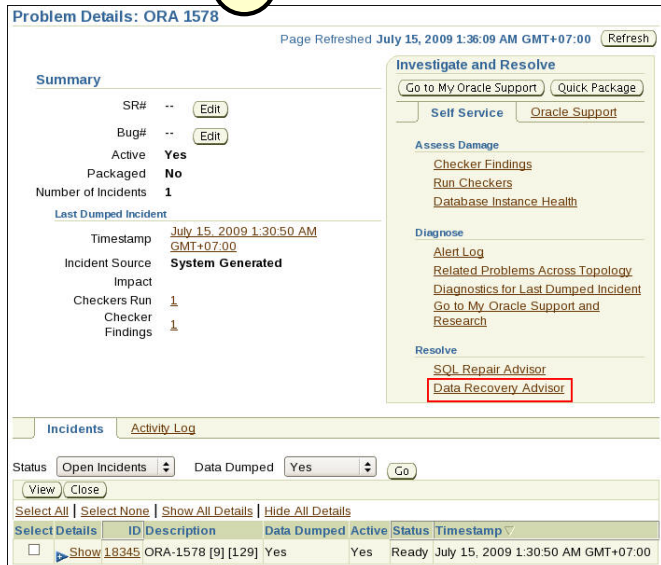 Problem Details: ORA 1578
Page Refreshed July 15, 2009 1:36:09 AM GMT+07:00 Refresh
Summary
SR# -- Edit
Bug# -- Edit
Active Yes
Packaged No
Number of Incidents 1
Last Dumped Incident
Timestamp July 15, 2009 1:30:50 AM GMT+07:00
Incident Source System Generated
Impact
Checkers Run 1
Checker Findings 1
Investigate and Resolve
Go to My Oracle Support Quick Package
Self Service Oracle Support
Assess Damage
Checker Findings
Run Checkers
Database Instance Health
Diagnose
Alert Log
Related Problems Across Topology
Diagnostics for Last Dumped Incident
Go to My Oracle Support and
Research
Resolve
SQL Repair Advisor
Data Recovery Advisor
Incidents Activity Log
Status Open Incidents Data Dumped Yes Go
View Close
Select All | Select None | Show All Details | Hide All Details
Select Details ID Description Data Dumped Active Status Timestamp
Show 18345 ORA-1578 [9] [129] Yes Yes Ready July 15, 2009 1:30:50 AM GMT+07:00